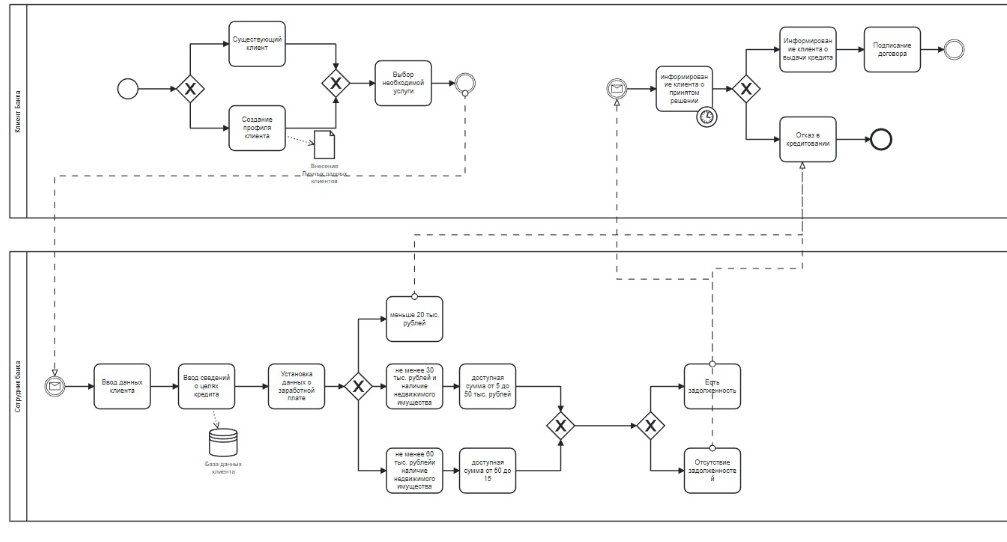 Клиент Банка
Существующий
клиент
Создание
профиля
клиента
Внесение
Личных данных
клиентов
Выбор
необходимой
услуги
информирован
ие клиента о
принятом
решении
Информирован
ие клиента о
выдачи кредита
Подписание
договора
Отказ в
кредитовании
Сотрудник банка
Ввод данных
клиента
Ввод сведений
о целях
кредита
База данных
клиента
Установка
данных о
заработной
плате
меньше 20 тыс.
рублей
не менее 30
тыс. рублей и
наличие
недвижимого
имущества
доступная
сумма от 5 до
50 тыс. рублей
не менее 60
тыс. рублейи
наличие
недвижимого
имущества
доступная
сумма от 50 до
15
Есть
задолженность
Отсутствие
задолженносте
й